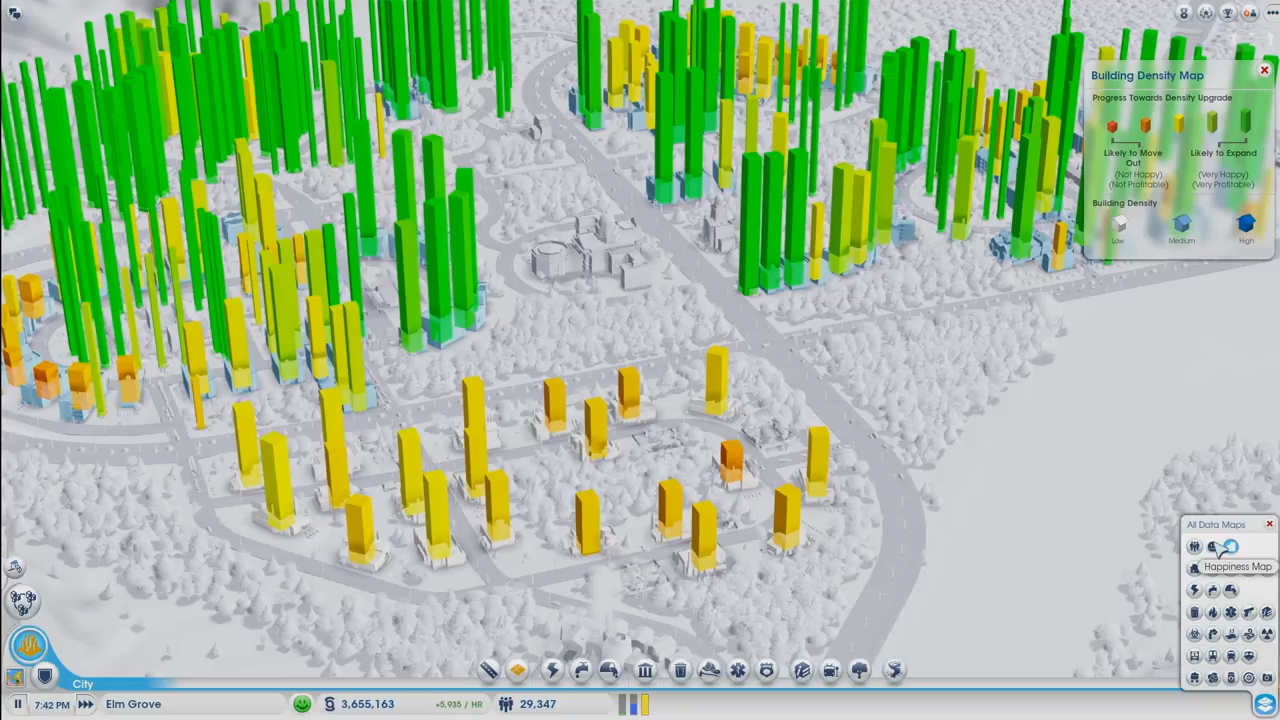 Building Density Map
Progress Towards Density Upgrade
Likely to Move Out
Likely to Expand
(Not Happy)
(Very Happy)
(Not Profitable)
(Very Profitable)
Building Density
Low
Medium
High
All Data Maps
Happiness Map
City
7:42 PM
Elm Grove
3,655,163
+5,935 / HR
29,347